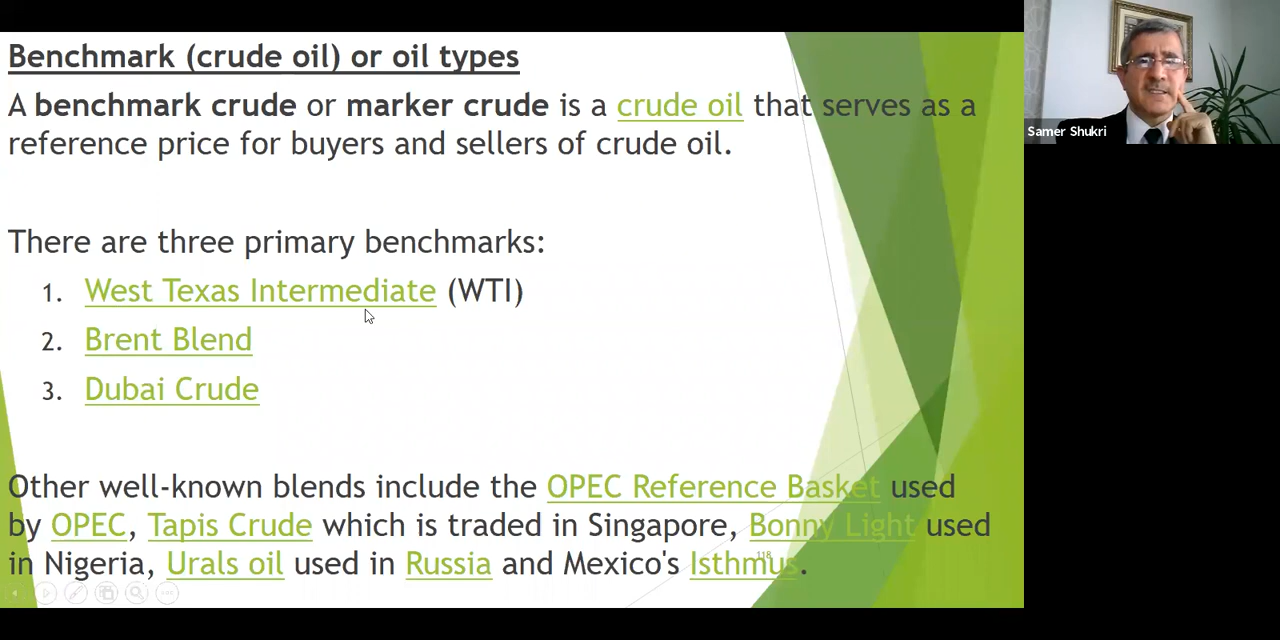 Benchmark (crude oil) or oil types
A benchmark crude or marker crude is a crude oil that serves as a
reference price for buyers and sellers of crude oil.
There are three primary benchmarks:
1. West Texas Intermediate (WTI)
2. Brent Blend
3. Dubai Crude
Other well-known blends include the OPEC Reference Basket used
by OPEC, Tapis Crude which is traded in Singapore, Bonny Light used
in Nigeria, Urals oil used in Russia and Mexico's Isthmus.
118
Samer Shukri